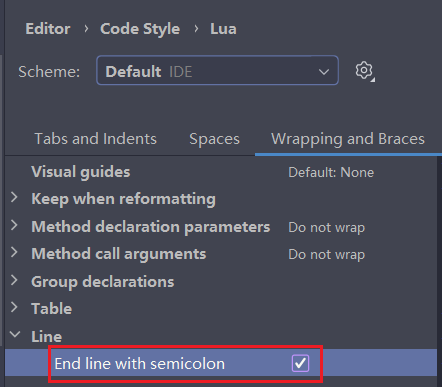 Editor › Code Style › Lua
Scheme: Default IDE
Tabs and Indents Spaces Wrapping and Braces
Visual guides Default: None
Keep when reformatting
Method declaration parameters Do not wrap
Method call arguments Do not wrap
Group declarations
Table
Line
End line with semicolon